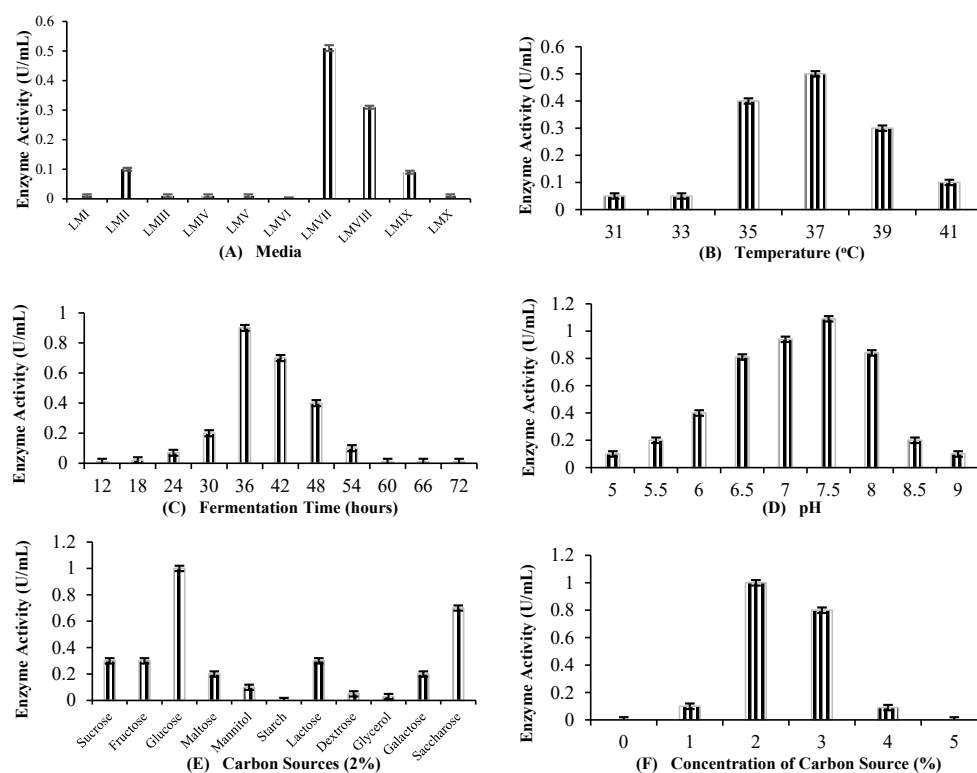 Enzyme Activity (U/mL)
0.6
0.5
0.4
0.3
0.2
0.1
0
LMI LMII LMIII LMIV LMV LMVI LMVII LMVIII LMIX LMX
(A) Media
Enzyme Activity (U/mL)
0.6
0.5
0.4
0.3
0.2
0.1
0
31 33 35 37 39 41
(B) Temperature (ᵒC)
Enzyme Activity (U/mL)
1
0.8
0.6
0.4
0.2
0
12 18 24 30 36 42 48 54 60 66 72
(C) Fermentation Time (hours)
Enzyme Activity (U/mL)
1.2
1
0.8
0.6
0.4
0.2
0
5 5.5 6 6.5 7 7.5 8 8.5 9
(D) pH
Enzyme Activity (U/mL)
1.2
1
0.8
0.6
0.4
0.2
0
Sucrose Fructose Glucose Maltose Mannitol Starch Lactose Dextrose Glycerol Galactose Saccharose
(E) Carbon Sources (2%)
Enzyme Activity (U/mL)
1.2
1
0.8
0.6
0.4
0.2
0
0 1 2 3 4 5
(F) Concentration of Carbon Source (%)